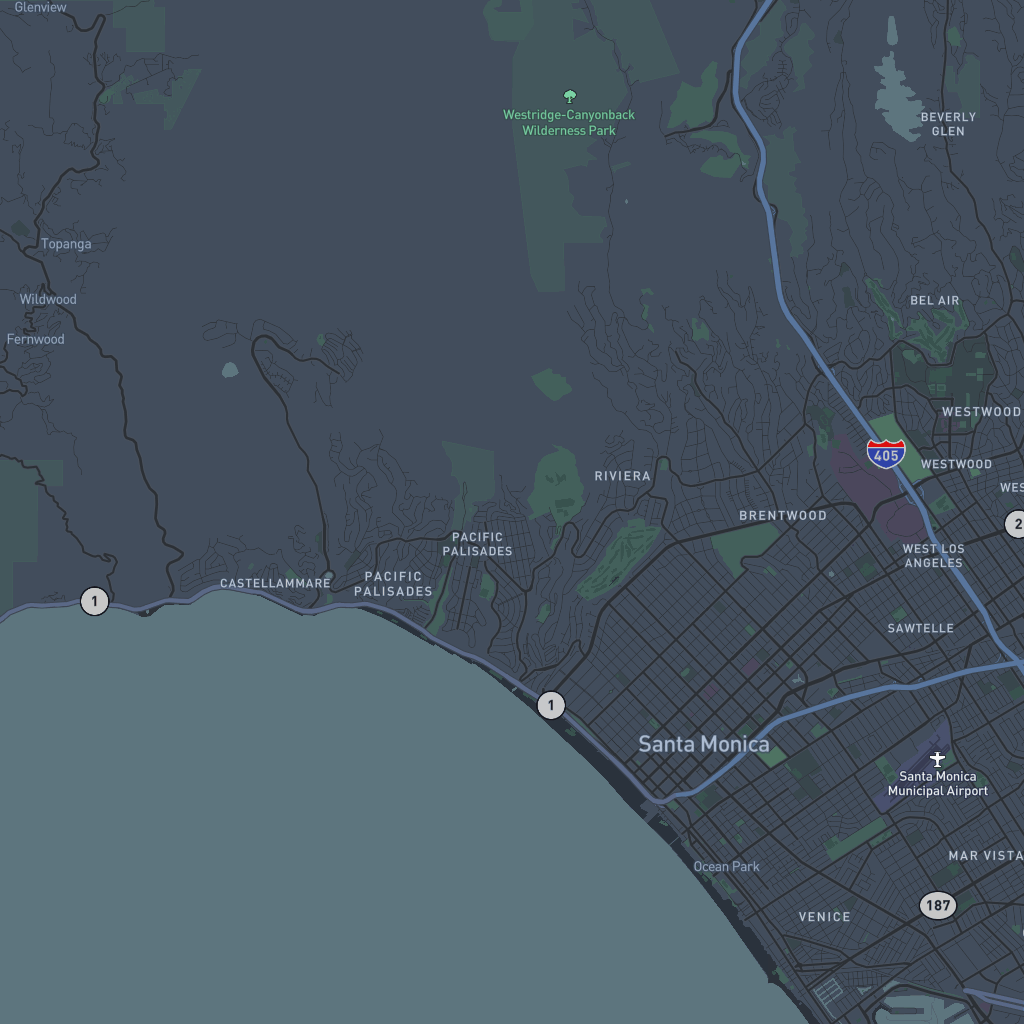 Glenview
Westridge-Canyonback
Wilderness Park
BEVERLY
GLEN
Topanga
Wildwood
BEL AIR
Fernwood
WESTWOOD
405
WESTWOOD
RIVIERA
WES
BRENTWOOD
2
PACIFIC
PALISADES
WEST LOS
ANGELES
CASTELLAMMARE
PACIFIC
PALISADES
1
SAWTELLE
1
Santa Monica
Santa Monica
Municipal Airport
MAR VISTA
Ocean Park
187
VENICE